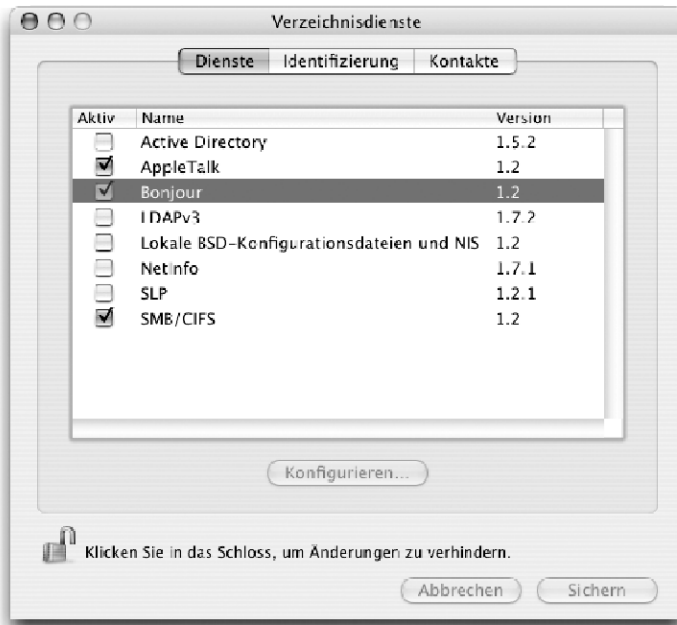 Verzeichnisdienste
Dienste Identifizierung Kontakte
Aktiv Name Version
Active Directory 1.5.2
AppleTalk 1.2
Bonjour 1.2
LDAPv3 1.7.2
Lokale BSD-Konfigurationsdateien und NIS 1.2
NetInfo 1.7.1
SLP 1.2.1
SMB/CIFS 1.2
Konfigurieren...
Klicken Sie in das Schloss, um Änderungen zu verhindern.
Abbrechen Sichern